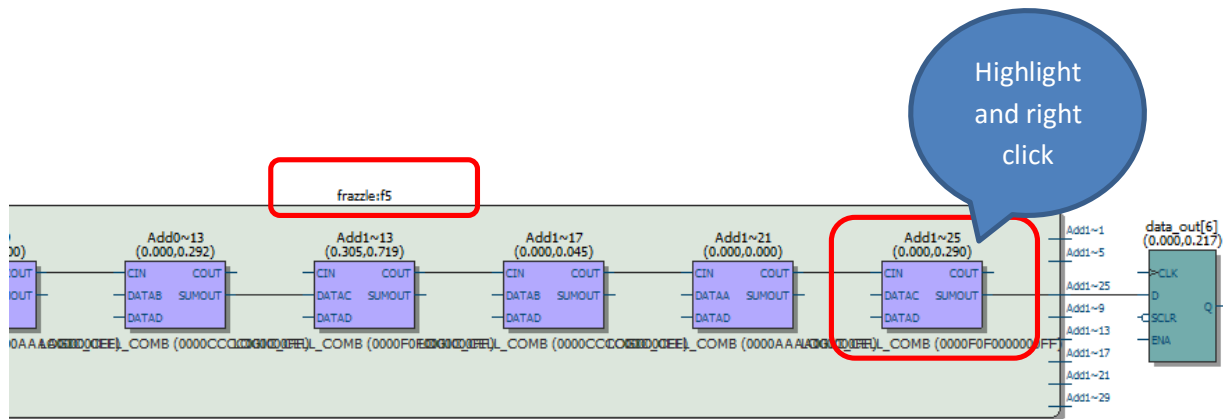 Highlight
and right
click
frazzle:f5
Add0~13
(0.000,0.292)
CIN COUT
DATAB SUMOUT
DATAD
Add1~13
(0.305,0.719)
CIN COUT
DATAC SUMOUT
DATAD
Add1~17
(0.000,0.045)
CIN COUT
DATAB SUMOUT
DATAD
Add1~21
(0.000,0.000)
CIN COUT
DATAA SUMOUT
DATAD
Add1~25
(0.000,0.290)
CIN COUT
DATAC SUMOUT
DATAD
Add1~1
Add1~5
Add1~25
Add1~9
Add1~13
Add1~17
Add1~21
Add1~29
data_out[6]
(0.000,0.217)
CLK
D
Q
SCLR
ENA